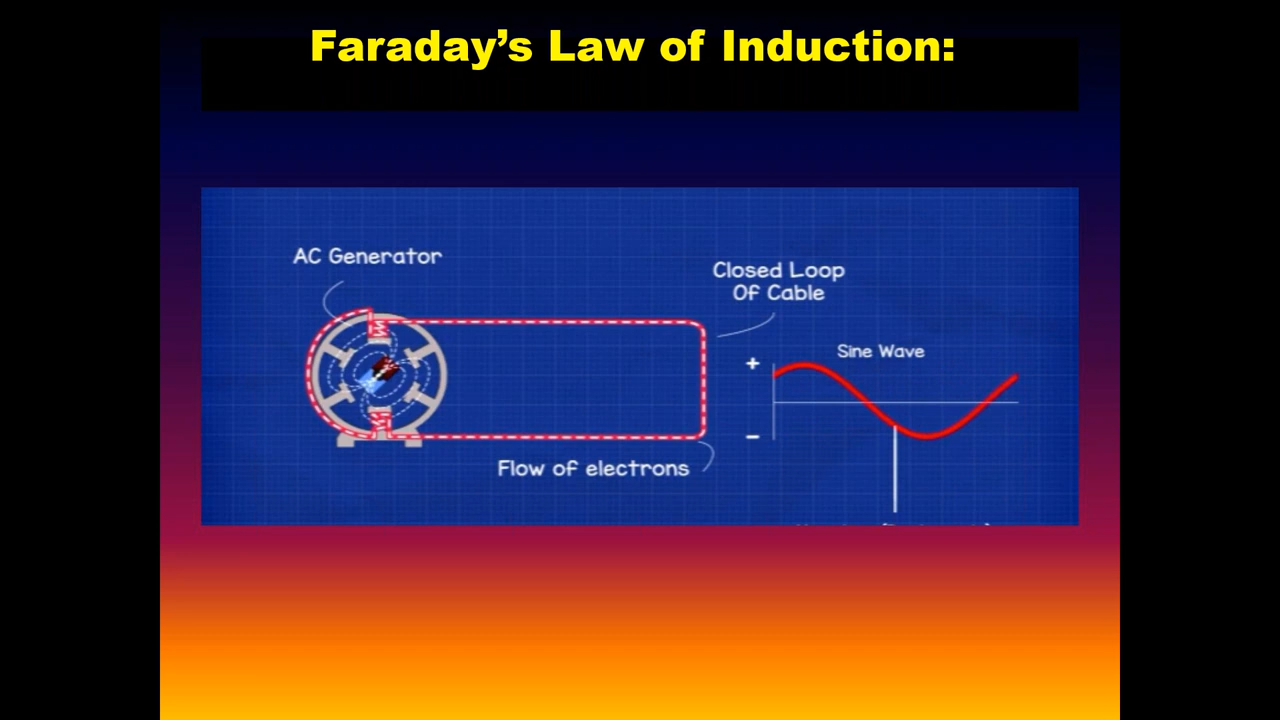 Faraday’s Law of Induction:
AC Generator
Closed Loop
Of Cable
+
Sine Wave
–
Flow of electrons